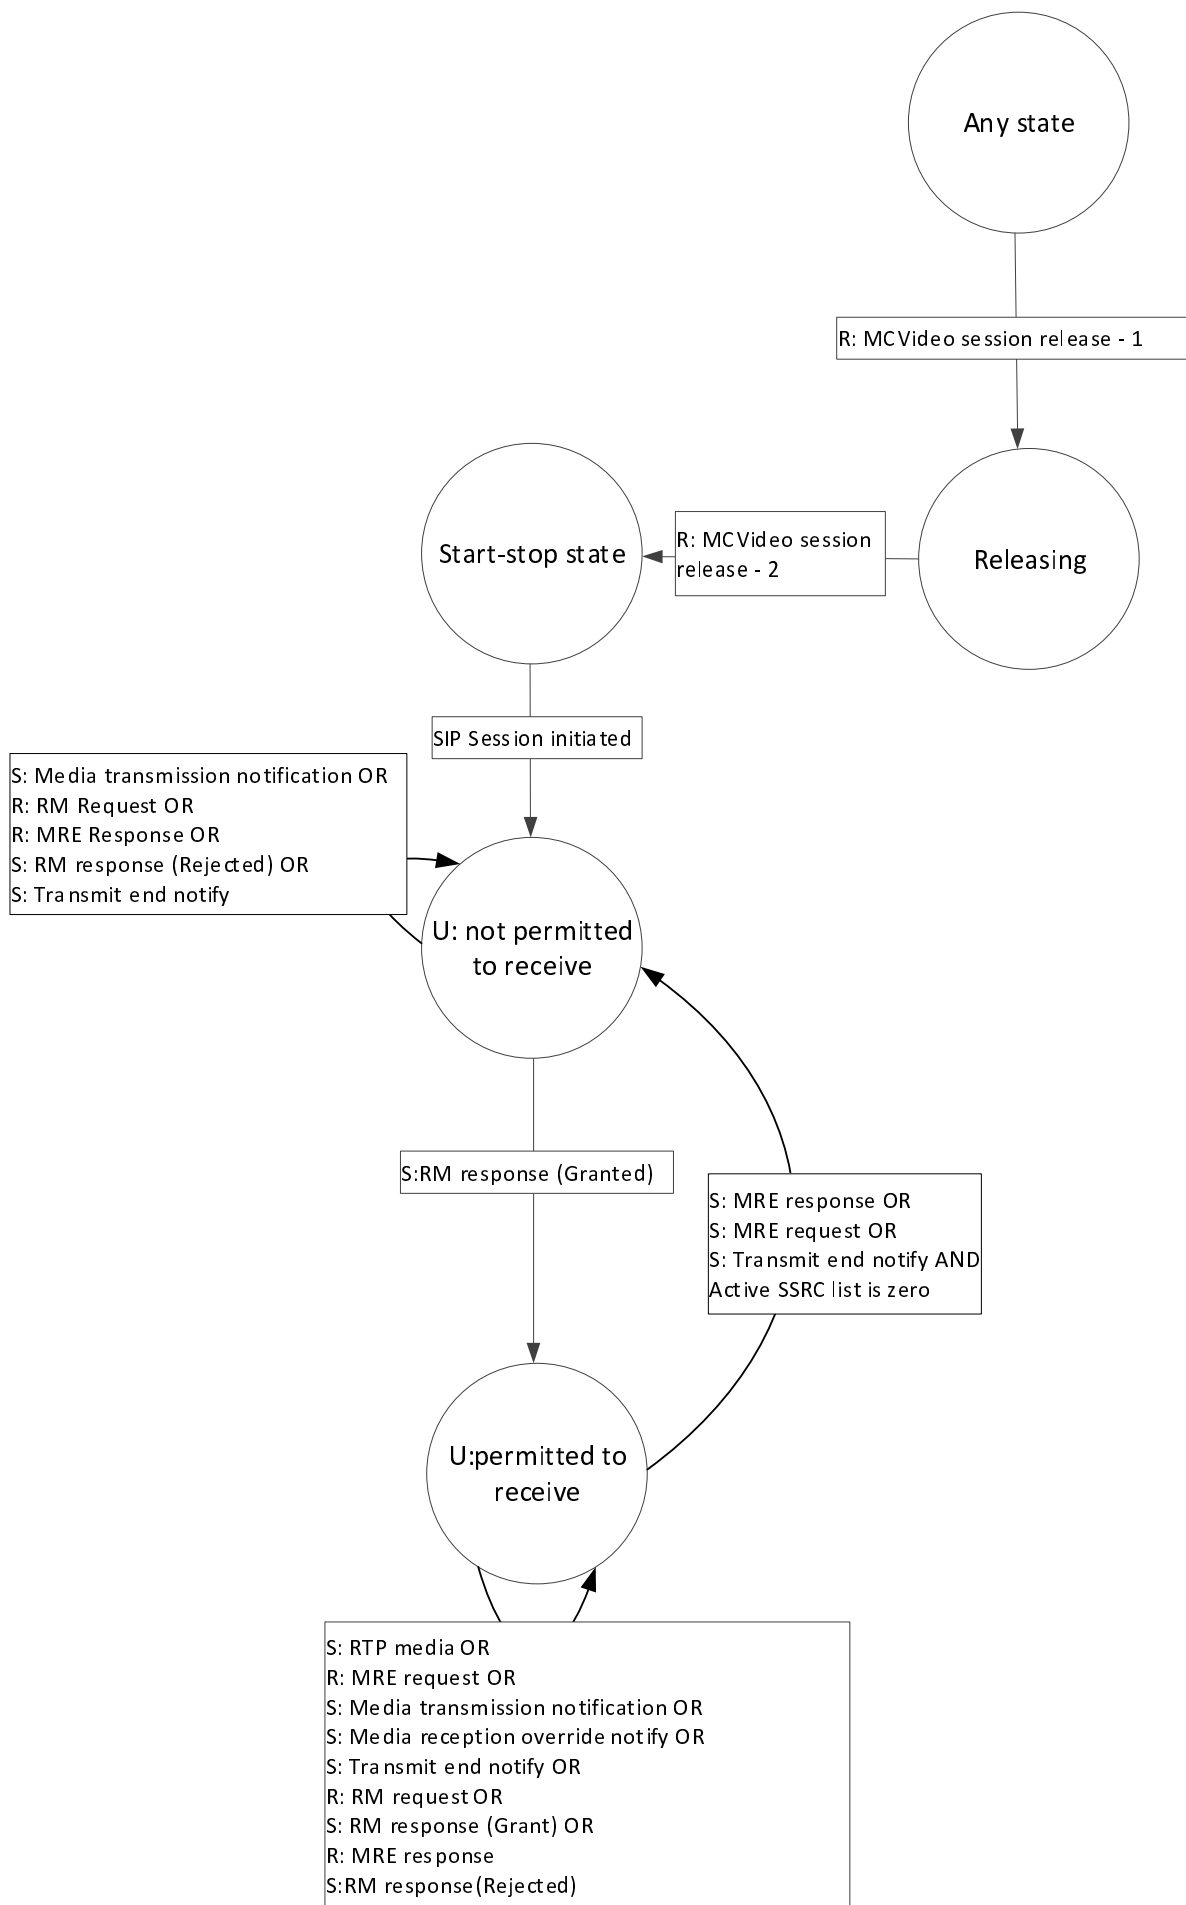 Any state
R: MCVideo session release - 1
Start-stop state
R: MCVideo session
release - 2
Releasing
SIP Session initiated
S: Media transmission notification OR
R: RM Request OR
R: MRE Response OR
S: RM response (Rejected) OR
S: Transmit end notify
U: not permitted
to receive
S:RM response (Granted)
S: MRE response OR
S: MRE request OR
S: Transmit end notify AND
Active SSRC list is zero
U:permitted to
receive
S: RTP media OR
R: MRE request OR
S: Media transmission notification OR
S: Media reception override notify OR
S: Transmit end notify OR
R: RM request OR
S: RM response (Grant) OR
R: MRE response
S:RM response(Rejected)